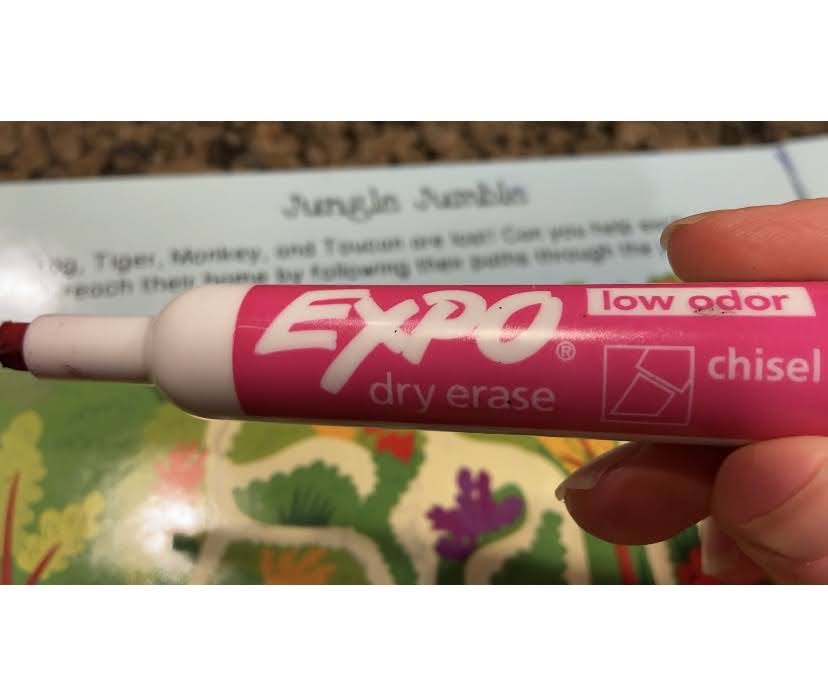 Jungle Jumble
Tiger, Monkey, and Toucan are lost! Can you help
reach their home by following their paths through the
EXPO®
dry erase
low odor
chisel